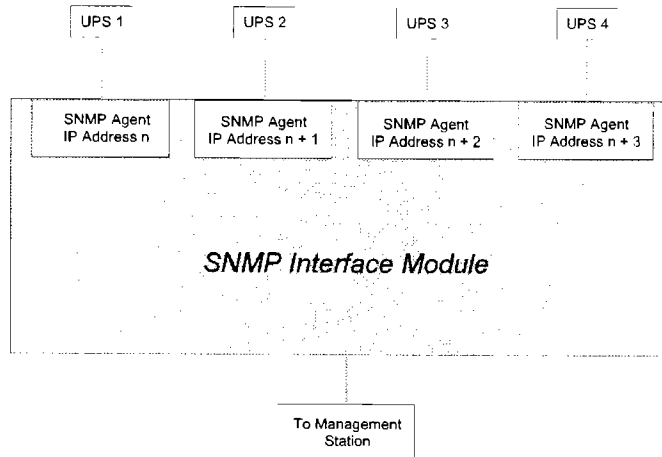 UPS 1
UPS 2
UPS 3
UPS 4
SNMP Agent
IP Address n
SNMP Agent
IP Address n + 1
SNMP Agent
IP Address n + 2
SNMP Agent
IP Address n + 3
SNMP Interface Module
To Management
Station